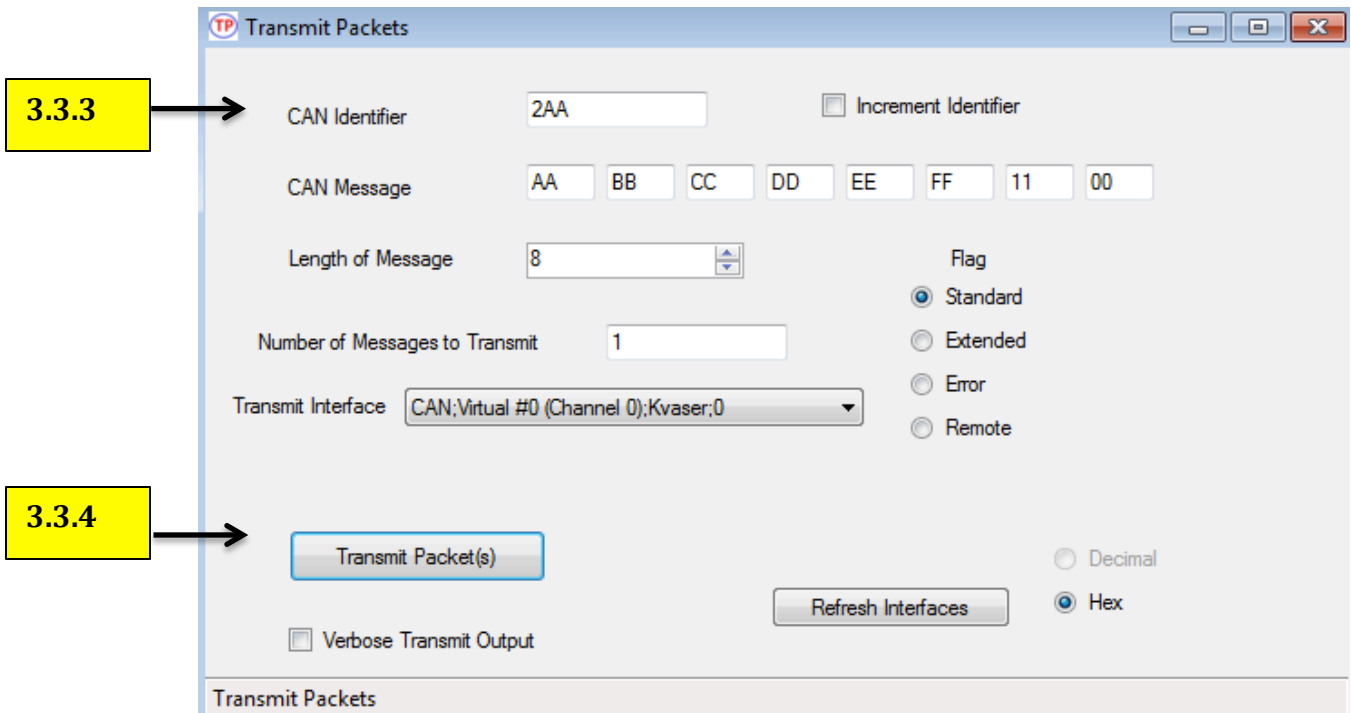 TP Transmit Packets
3.3.3
CAN Identifier 2AA Increment Identifier
CAN Message AA BB CC DD EE FF 11 00
Length of Message 8 Flag
Standard
Number of Messages to Transmit 1 Extended
Error
Transmit Interface CAN;Virtual #0 (Channel 0);Kvaser;0
Remote
3.3.4
Transmit Packet(s) Decimal
Refresh Interfaces Hex
Verbose Transmit Output
Transmit Packets